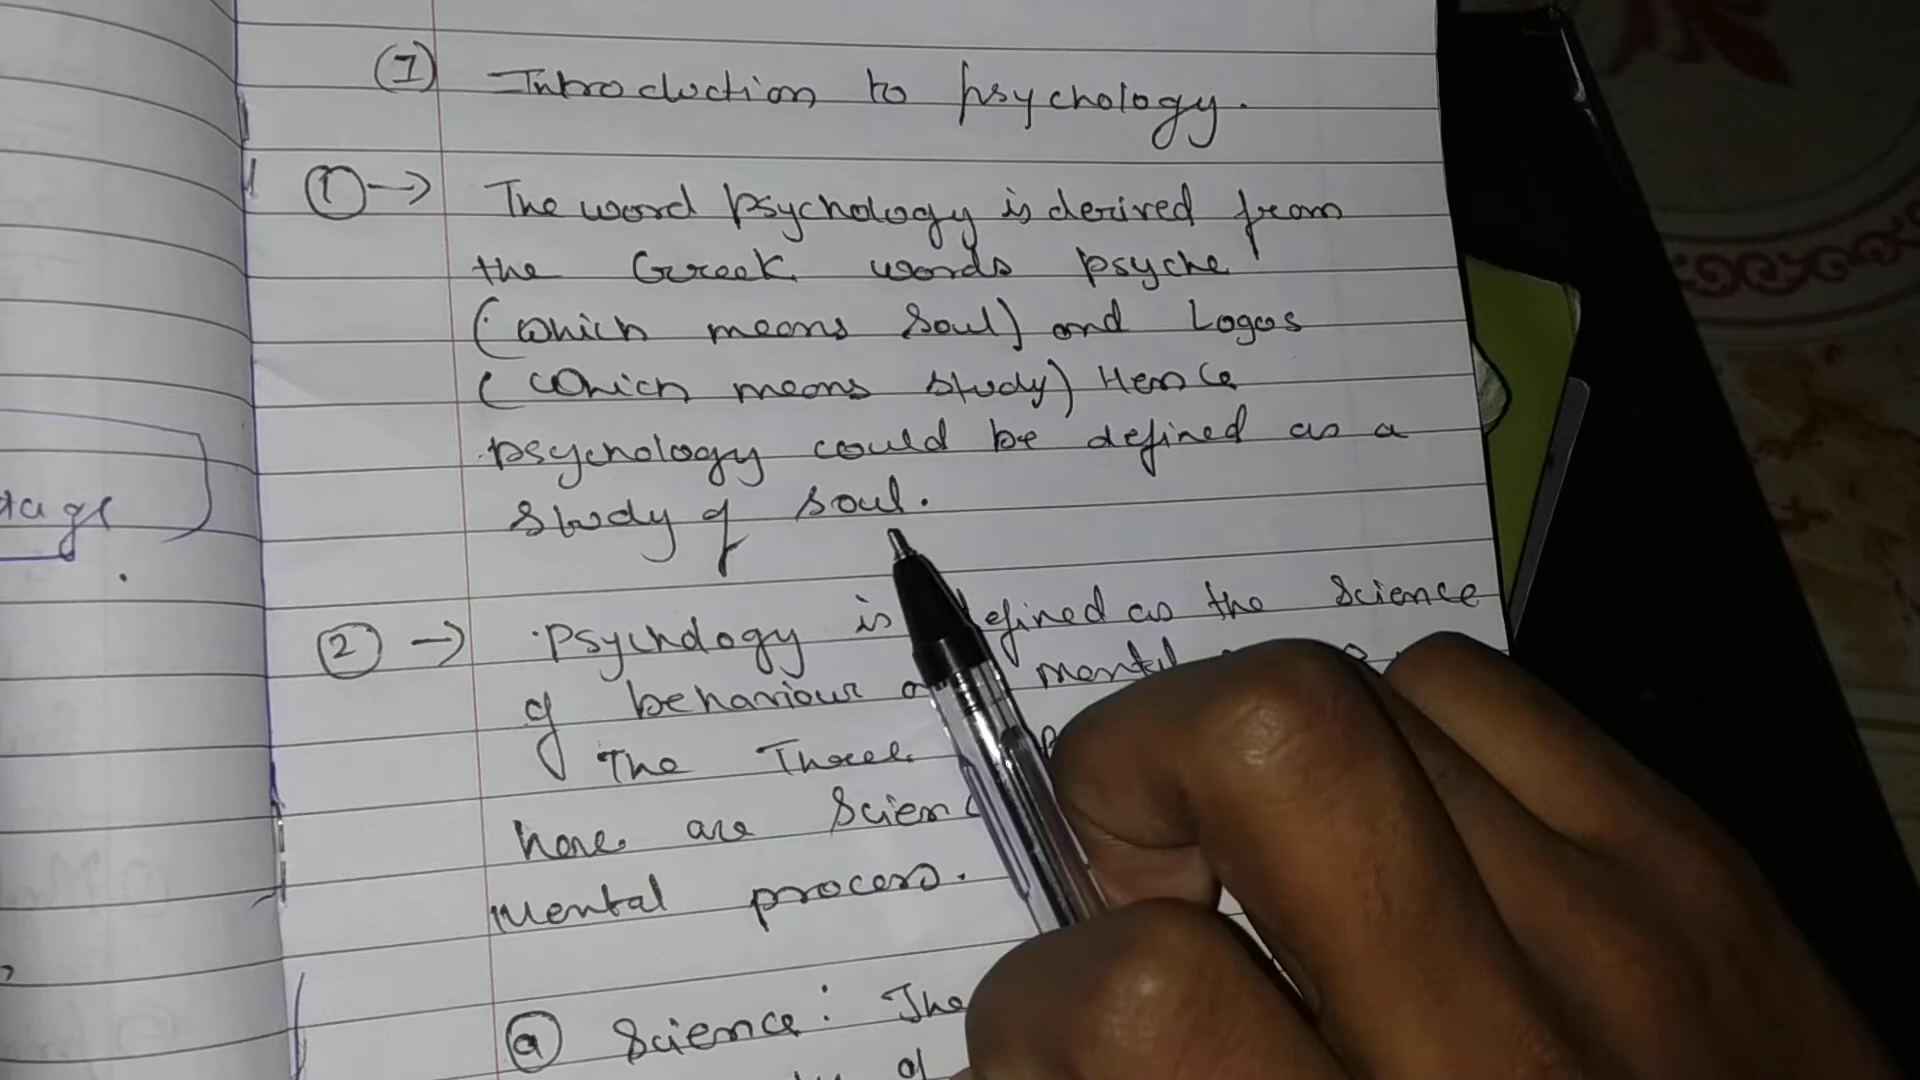 (I) Introduction to psychology.
① → The word psychology is derived from
the Greek words psyche
(which means soul) and Logos
(which means study) Hence
psychology could be defined as a
study of soul.
② → Psychology is defined as the science
of behaviour mental
The Three
here are
mental process.
ⓐ Science: The
of